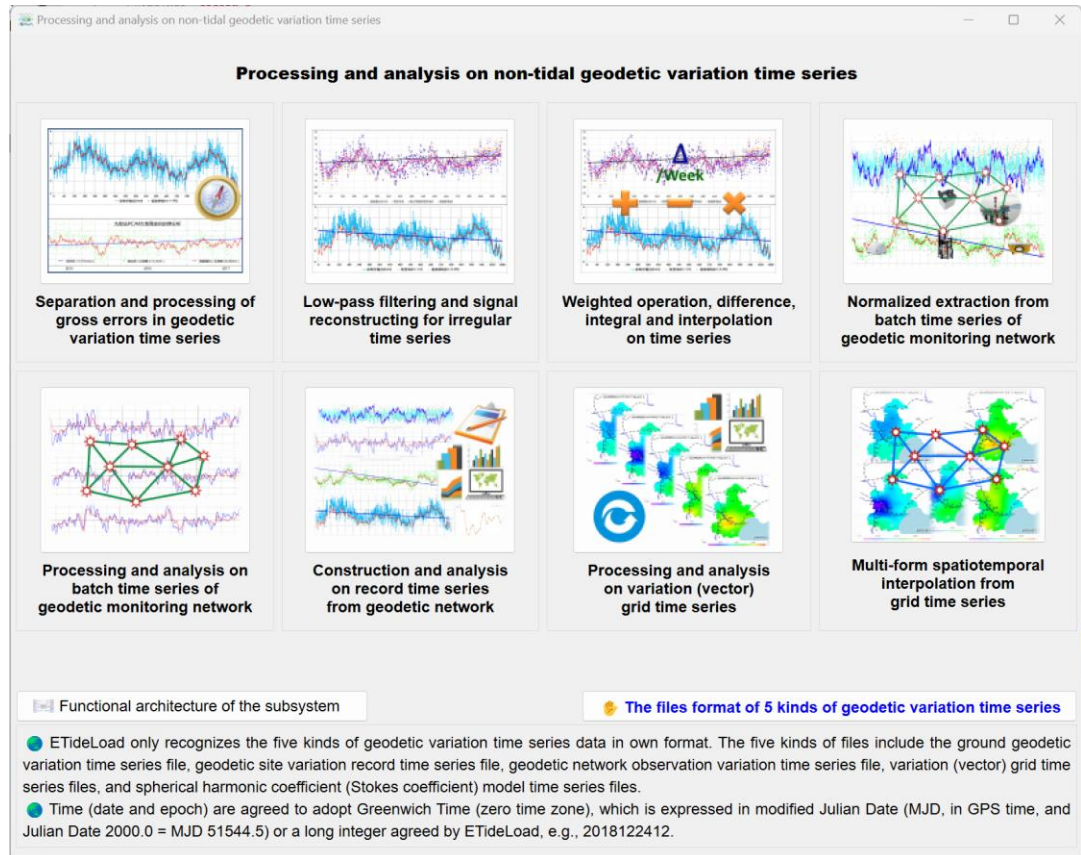 Processing and analysis on non-tidal geodetic variation time series
Processing and analysis on non-tidal geodetic variation time series
Separation and processing of
gross errors in geodetic
variation time series
/Week
Low-pass filtering and signal
reconstructing for irregular
time series
Weighted operation, difference,
integral and interpolation
on time series
Normalized extraction from
batch time series of
geodetic monitoring network
Processing and analysis on
batch time series of
geodetic monitoring network
Construction and analysis
on record time series
from geodetic network
Processing and analysis
on variation (vector)
grid time series
Multi-form spatiotemporal
interpolation from
grid time series
Functional architecture of the subsystem
The files format of 5 kinds of geodetic variation time series
ETideLoad only recognizes the five kinds of geodetic variation time series data in own format. The five kinds of files include the ground geodetic
variation time series file, geodetic site variation record time series file, geodetic network observation variation time series file, variation (vector) grid time
series files, and spherical harmonic coefficient (Stokes coefficient) model time series files.
Time (date and epoch) are agreed to adopt Greenwich Time (zero time zone), which is expressed in modified Julian Date (MJD, in GPS time, and
Julian Date 2000.0 = MJD 51544.5) or a long integer agreed by ETideLoad, e.g., 2018122412.